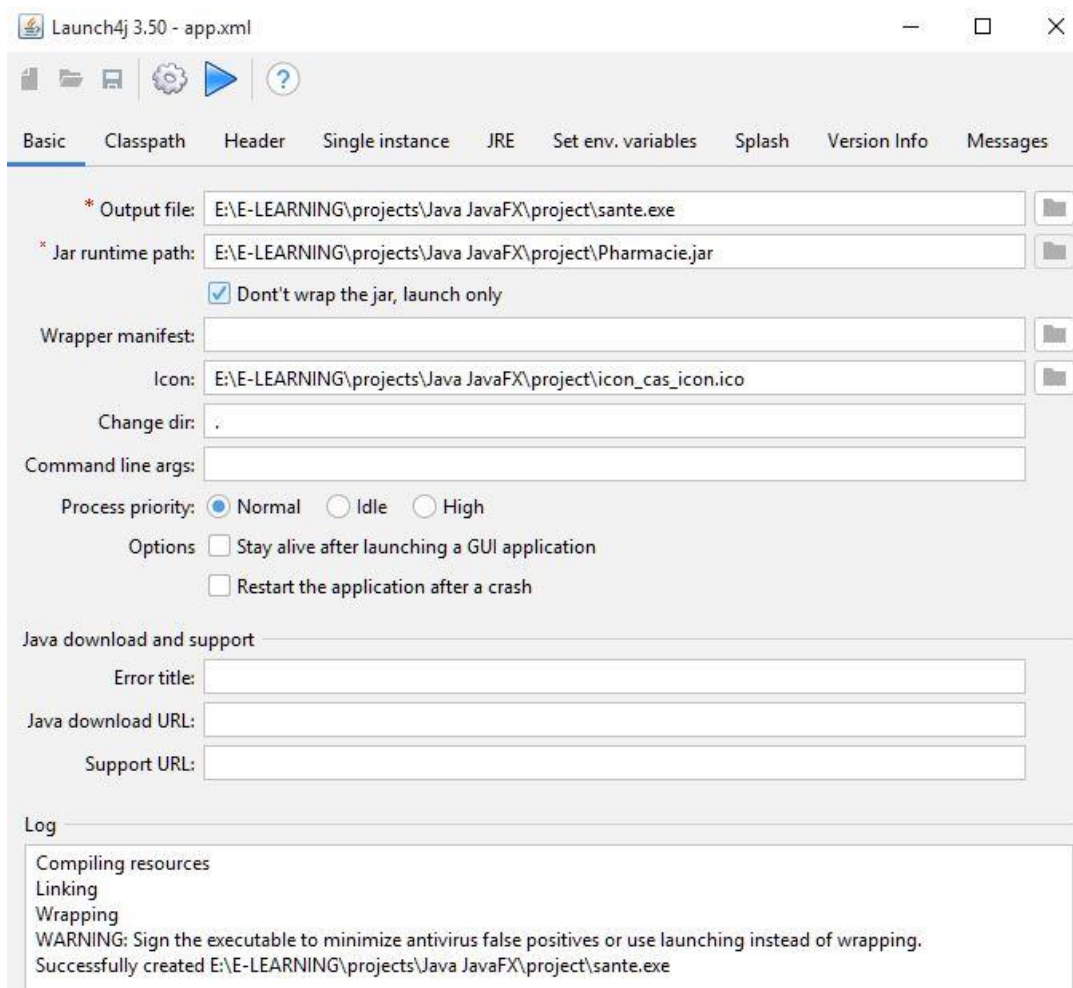 Launch4j 3.50 - app.xml
?
Basic Classpath Header Single instance JRE Set env. variables Splash Version Info Messages
* Output file: E:\E-LEARNING\projects\Java JavaFX\project\sante.exe
* Jar runtime path: E:\E-LEARNING\projects\Java JavaFX\project\Pharmacie.jar
Dont't wrap the jar, launch only
Wrapper manifest:
Icon: E:\E-LEARNING\projects\Java JavaFX\project\icon_cas_icon.ico
Change dir: .
Command line args:
Process priority: Normal Idle High
Options Stay alive after launching a GUI application
Restart the application after a crash
Java download and support
Error title:
Java download URL:
Support URL:
Log
Compiling resources
Linking
Wrapping
WARNING: Sign the executable to minimize antivirus false positives or use launching instead of wrapping.
Successfully created E:\E-LEARNING\projects\Java JavaFX\project\sante.exe